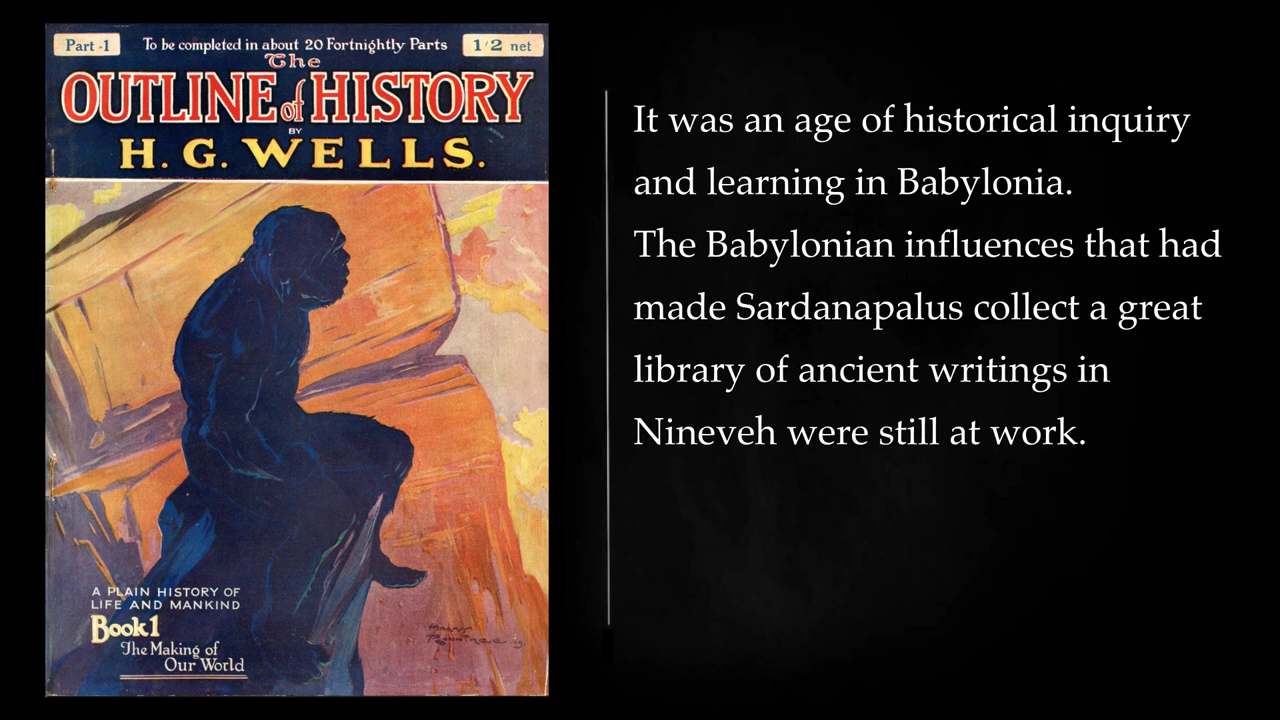 Part -1
To be completed in about 20 Fortnightly Parts
1/2 net
The
OUTLINE of HISTORY
BY
H. G. WELLS.
A PLAIN HISTORY OF
LIFE AND MANKIND
Book 1
The Making of
Our World
It was an age of historical inquiry
and learning in Babylonia.
The Babylonian influences that had
made Sardanapalus collect a great
library of ancient writings in
Nineveh were still at work.